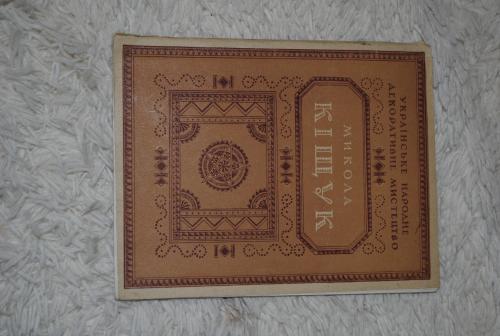 УКРАЇНСЬКЕ НАРОДНЕ
ДЕКОРАТИВНЕ МИСТЕЦТВО
МИКОЛА
КІЩУК